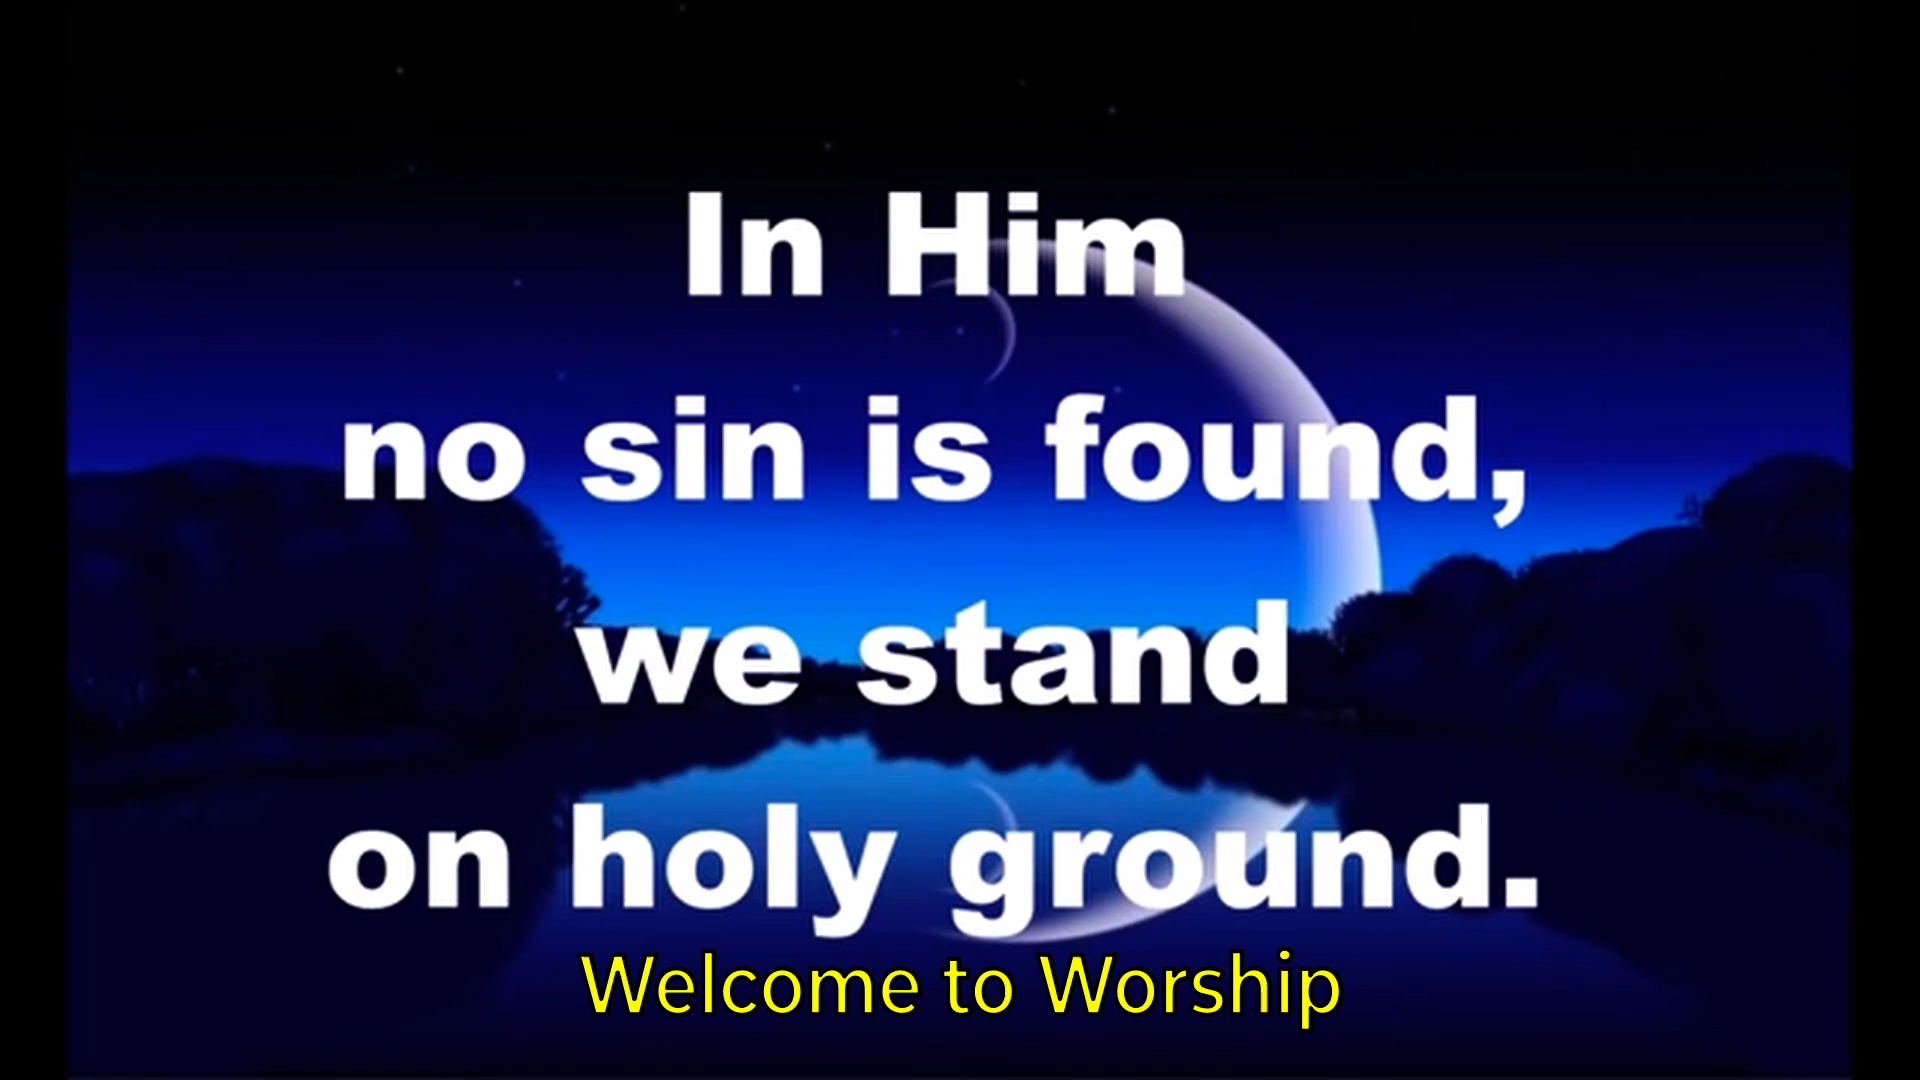 In Him
no sin is found,
we stand
on holy ground.
Welcome to Worship